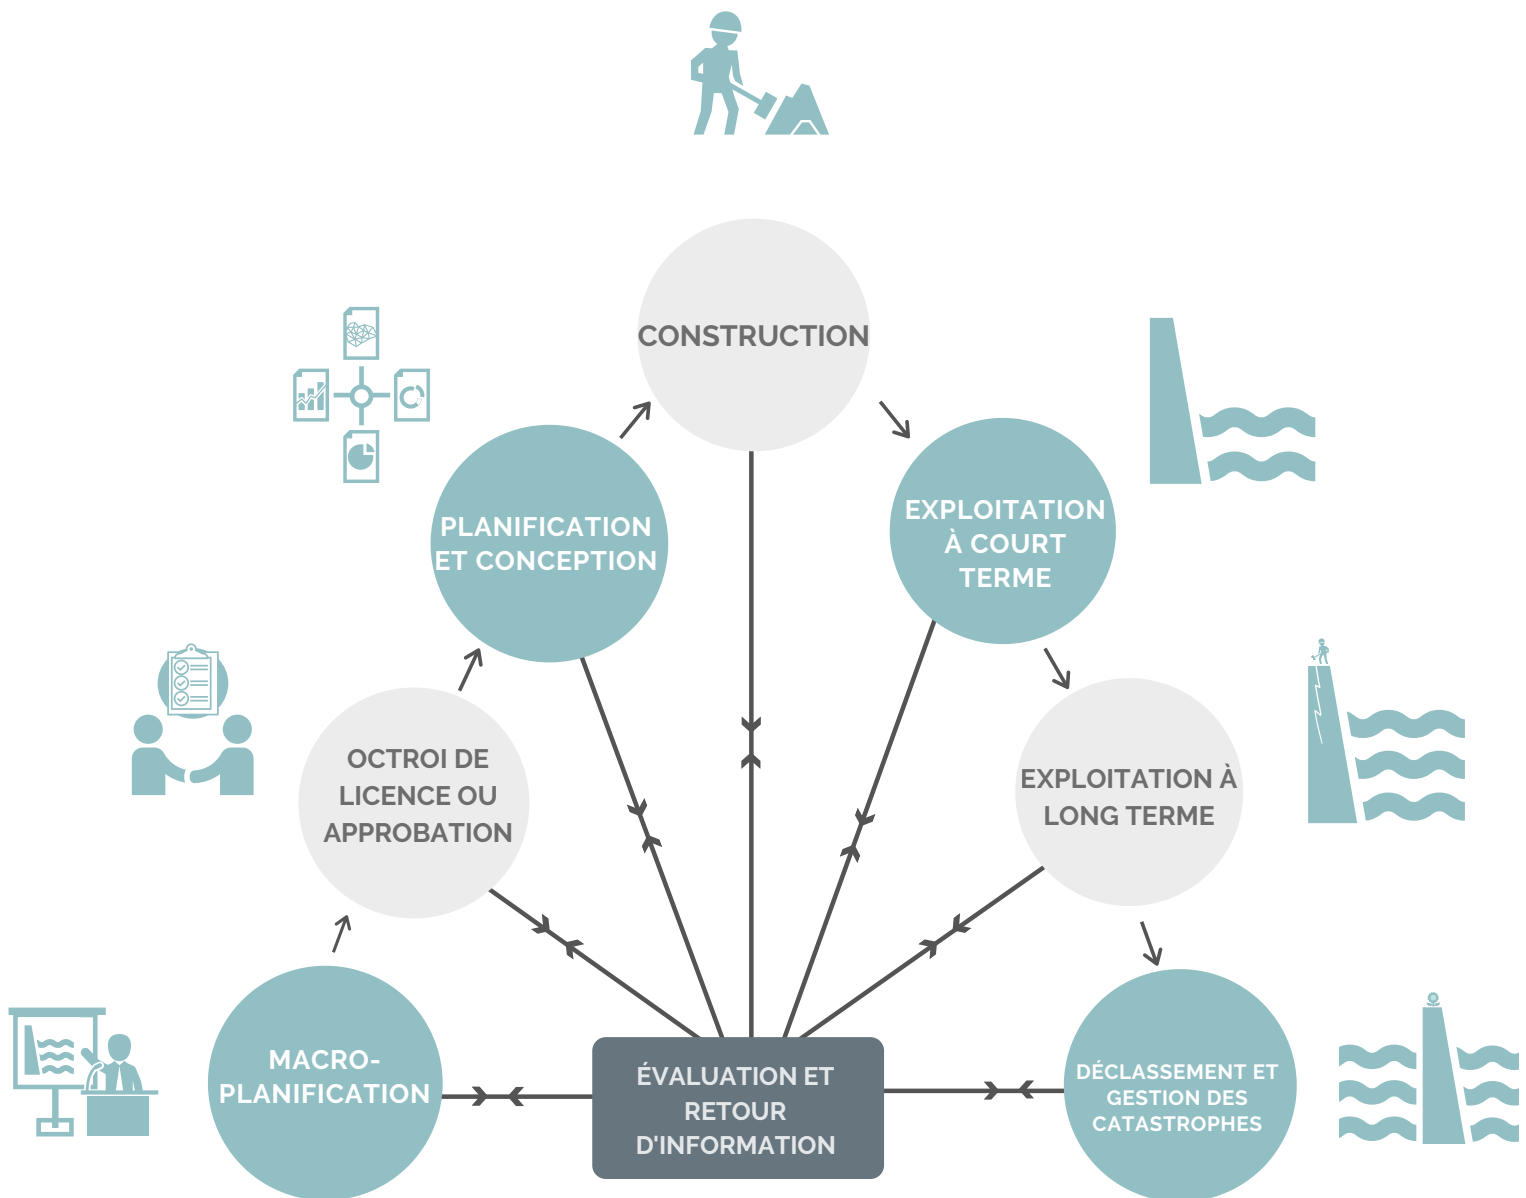 CONSTRUCTION
PLANIFICATION
ET CONCEPTION
EXPLOITATION
À COURT
TERME
OCTROI DE
LICENCE OU
APPROBATION
EXPLOITATION À
LONG TERME
MACRO-
PLANIFICATION
ÉVALUATION ET
RETOUR
D'INFORMATION
DÉCLASSEMENT ET
GESTION DES
CATASTROPHES